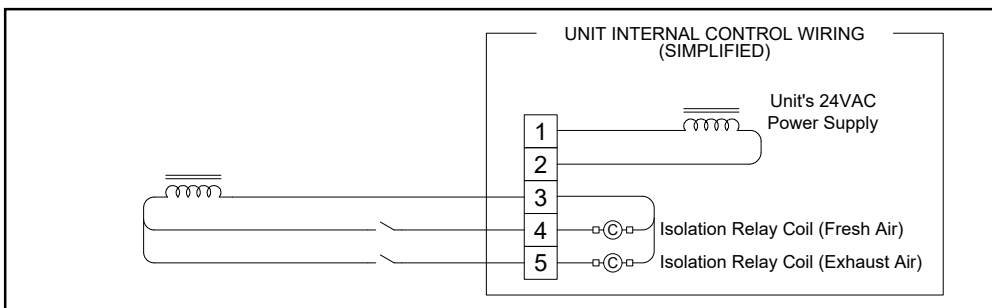 UNIT INTERNAL CONTROL WIRING
(SIMPLIFIED)
Unit's 24VAC
Power Supply
1
2
3
4
C
Isolation Relay Coil (Fresh Air)
5
C
Isolation Relay Coil (Exhaust Air)